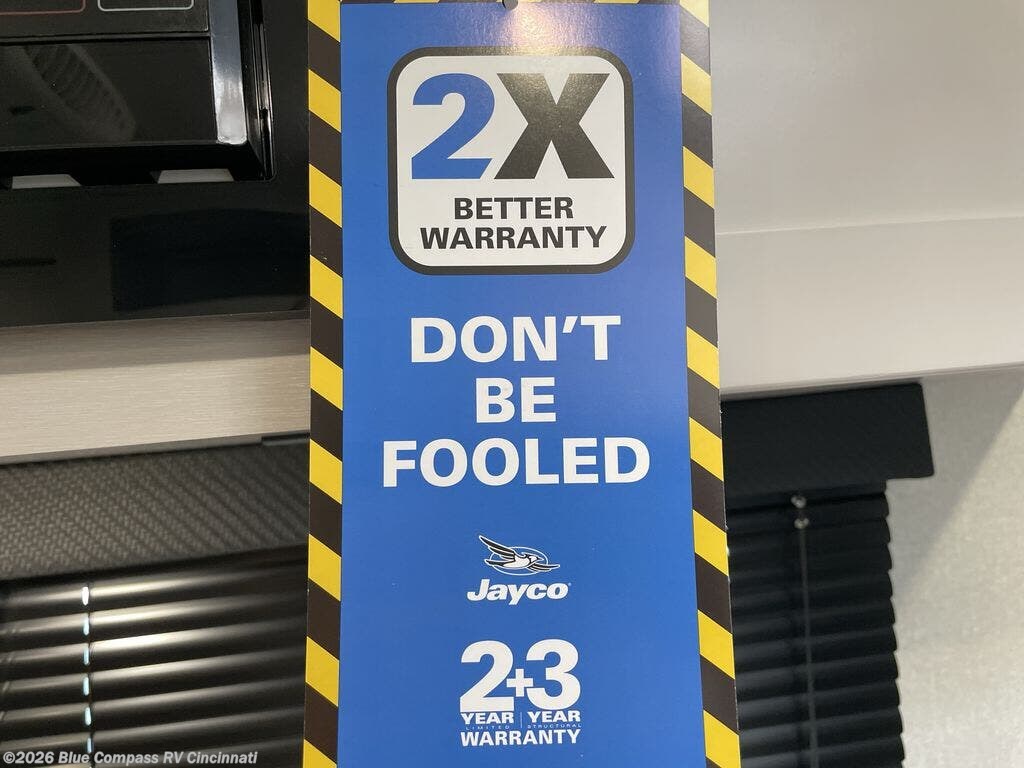 2X
BETTER
WARRANTY
DON'T
BE
FOOLED
Jayco
2+3
YEAR | YEAR
LIMITED STRUCTURAL
WARRANTY
©2026 Blue Compass RV Cincinnati